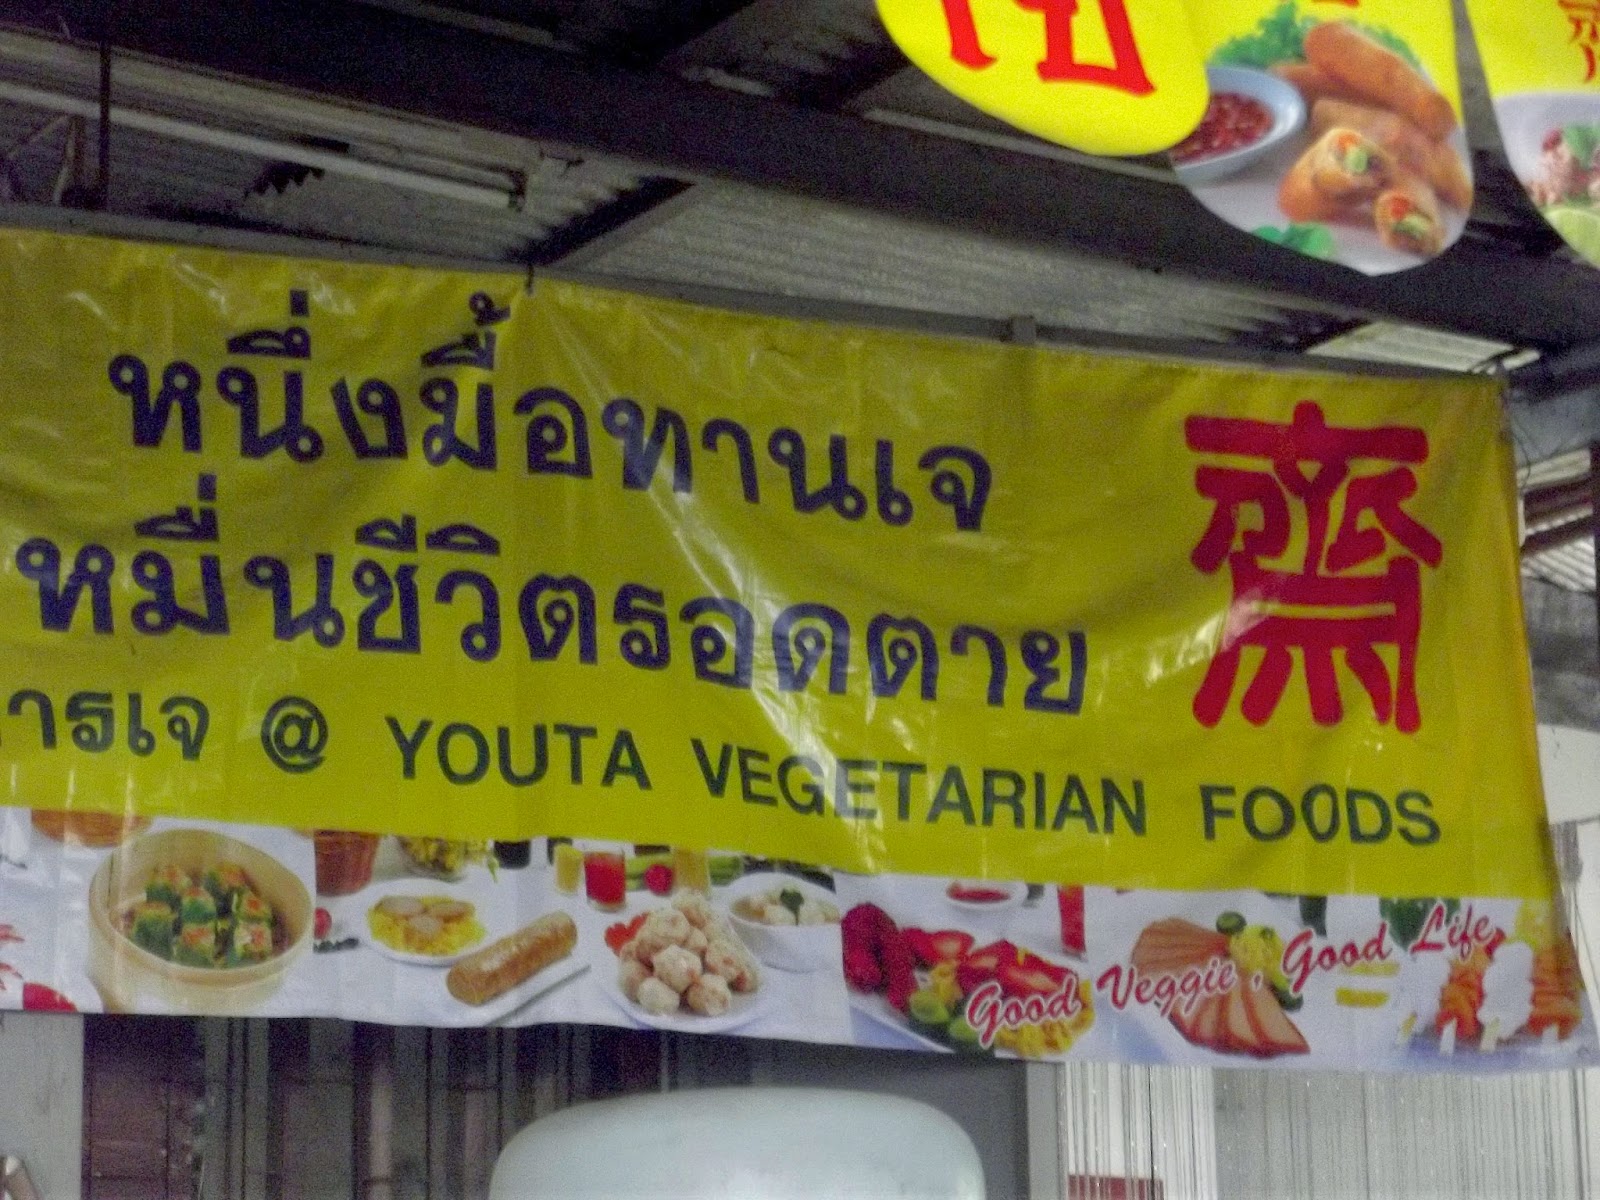 หนึ่งมื้อทานเจ
หมื่นชีวิตรอดตาย
齋
ารเจ @ YOUTA VEGETARIAN FOODS
Good Veggie, Good Life